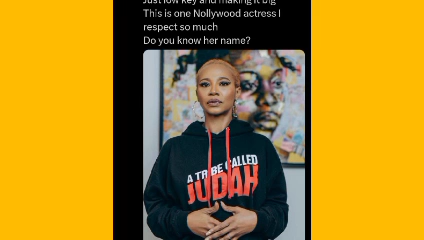 Just low key and making it big
This is one Nollywood actress I
respect so much
Do you know her name?
A TRIBE CALLED
JUDAH